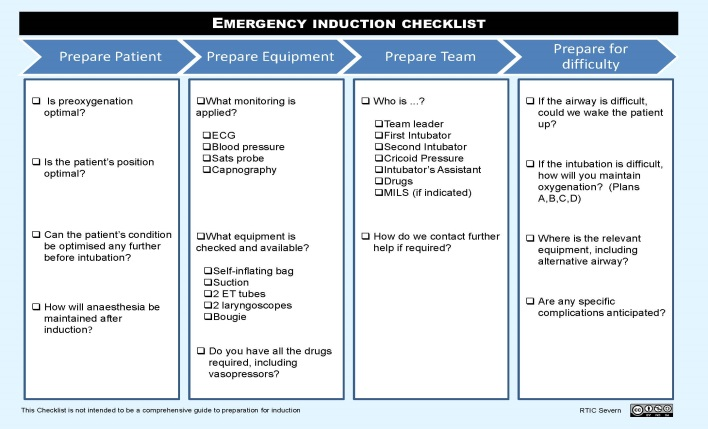 EMERGENCY INDUCTION CHECKLIST
Prepare Patient
❑ Is preoxygenation
optimal?
❑ Is the patient's position
optimal?
❑ Can the patient's condition
be optimised any further
before intubation?
❑ How will anaesthesia be
maintained after
induction?
Prepare Equipment
❑What monitoring is
applied?
❑ECG
❑Blood pressure
❑Sats probe
❑Capnography
❑What equipment is
checked and available?
❑Self-inflating bag
❑Suction
❑2 ET tubes
❑2 laryngoscopes
❑Bougie
❑ Do you have all the drugs
required, including
vasopressors?
Prepare Team
❑ Who is ...?
❑Team leader
❑First Intubator
❑Second Intubator
❑Cricoid Pressure
❑Intubator's Assistant
❑Drugs
❑MILS (if indicated)
❑ How do we contact further
help if required?
Prepare for
difficulty
❑ If the airway is difficult,
could we wake the patient
up?
❑ If the intubation is difficult,
how will you maintain
oxygenation? (Plans
A,B,C,D)
❑ Where is the relevant
equipment, including
alternative airway?
❑ Are any specific
complications anticipated?
This Checklist is not intended to be a comprehensive guide to preparation for induction
RTIC Severn